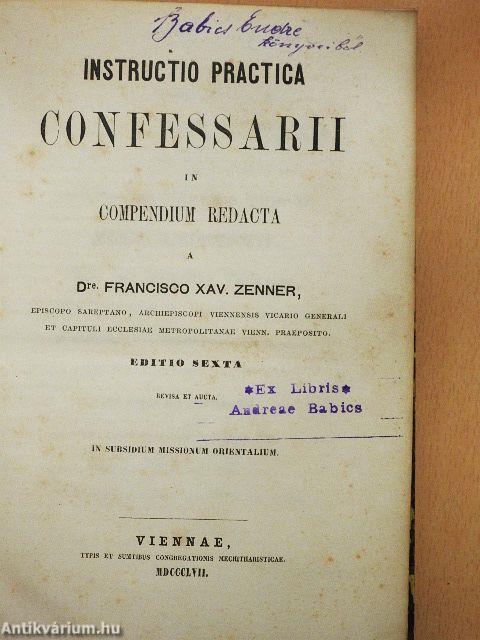 Babics Endre
könyveiből
INSTRUCTIO PRACTICA
CONFESSARII
IN
COMPENDIUM REDACTA
A
Dre. FRANCISCO XAV. ZENNER,
EPISCOPO SAREPTANO, ARCHIEPISCOPI VIENNENSIS VICARIO GENERALI
ET CAPITULI ECCLESIAE METROPOLITANAE VIENN. PRAEPOSITO.
EDITIO SEXTA
REVISA ET AUCTA.
*Ex Libris*
Andreae Babics
IN SUBSIDIUM MISSIONUM ORIENTALIUM.
VIENNAE,
TYPIS ET SUMTIBUS CONGREGATIONIS MECHITHARISTICAE.
MDCCCLVII.
Antikvárium.hu